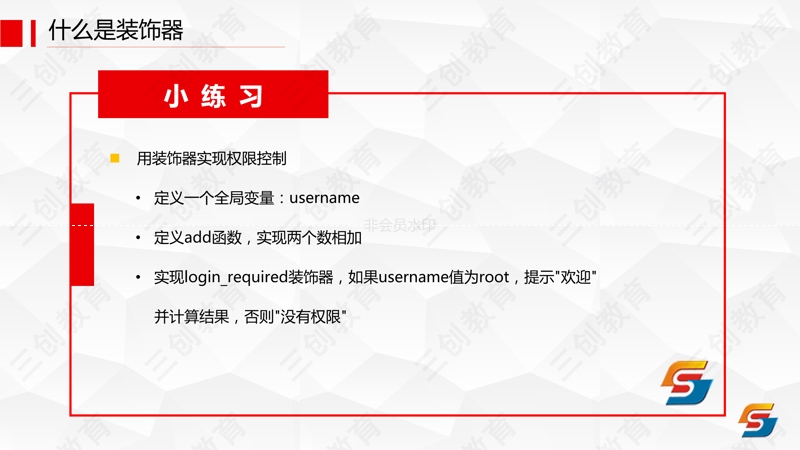 什么是装饰器
小 练 习
用装饰器实现权限控制
• 定义一个全局变量：username
• 定义add函数，实现两个数相加
• 实现login_required装饰器，如果username值为root，提示"欢迎"
并计算结果，否则"没有权限"
非会员水印
三创教育